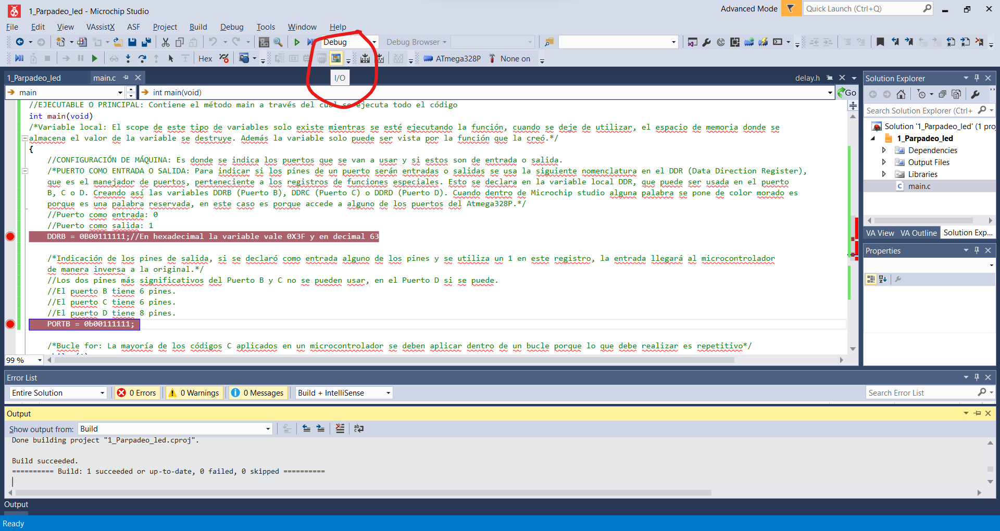 1_Parpadeo_led - Microchip Studio
Advanced Mode
Quick Launch (Ctrl+Q)
File Edit View VAssistX ASF Project Build Debug Tools Window Help
Debug
Debug Browser
Hex
ATmega328P
None on
I/O
1_Parpadeo_led
main.c
delay.h
main
int main(void)
Go
//EJECUTABLE O PRINCIPAL: Contiene el método main a través del cual se ejecuta todo el código
int main(void)
/*Variable local: El scope de este tipo de variables solo existe mientras se esté ejecutando la función, cuando se deje de utilizar, el espacio de memoria donde se
almacena el valor de la variable se destruye. Además la variable solo puede ser vista por la función que la creó.*/
{
//CONFIGURACIÓN DE MÁQUINA: Es donde se indica los puertos que se van a usar y si estos son de entrada o salida.
/*PUERTO COMO ENTRADA O SALIDA: Para indicar si los pines de un puerto serán entradas o salidas se usa la siguiente nomenclatura en el DDR (Data Direction Register),
que es el manejador de puertos, perteneciente a los registros de funciones especiales. Esto se declara en la variable local DDR, que puede ser usada en el puerto
B, C o D. Creando así las variables DDRB (Puerto B), DDRC (Puerto C) o DDRD (Puerto D). Cuando dentro de Microchip studio alguna palabra se pone de color morado es
porque es una palabra reservada, en este caso es porque accede a alguno de los puertos del Atmega328P.*/
//Puerto como entrada: 0
//Puerto como salida: 1
DDRB = 0B00111111;//En hexadecimal la variable vale 0X3F y en decimal 63
/*Indicación de los pines de salida, si se declaró como entrada alguno de los pines y se utiliza un 1 en este registro, la entrada llegará al microcontrolador
de manera inversa a la original.*/
//Los dos pines más significativos del Puerto B y C no se pueden usar, en el Puerto D si se puede.
//El puerto B tiene 6 pines.
//El puerto C tiene 6 pines.
//El puerto D tiene 8 pines.
PORTB = 0b00111111;
/*Bucle for: La mayoría de los códigos C aplicados en un microcontrolador se deben aplicar dentro de un bucle porque lo que debe realizar es repetitivo*/
99 %
Solution Explorer
Search Solution Explorer (Ctrl+
Solution '1_Parpadeo_led' (1 proj
1_Parpadeo_led
Dependencies
Output Files
Libraries
main.c
VA View VA Outline Solution Exp...
Properties
Error List
Entire Solution
0 Errors
0 Warnings
0 Messages
Build + IntelliSense
Search Error List
Output
Show output from: Build
Done building project "1_Parpadeo_led.cproj".
Build succeeded.
========== Build: 1 succeeded or up-to-date, 0 failed, 0 skipped ==========
Output
Ready